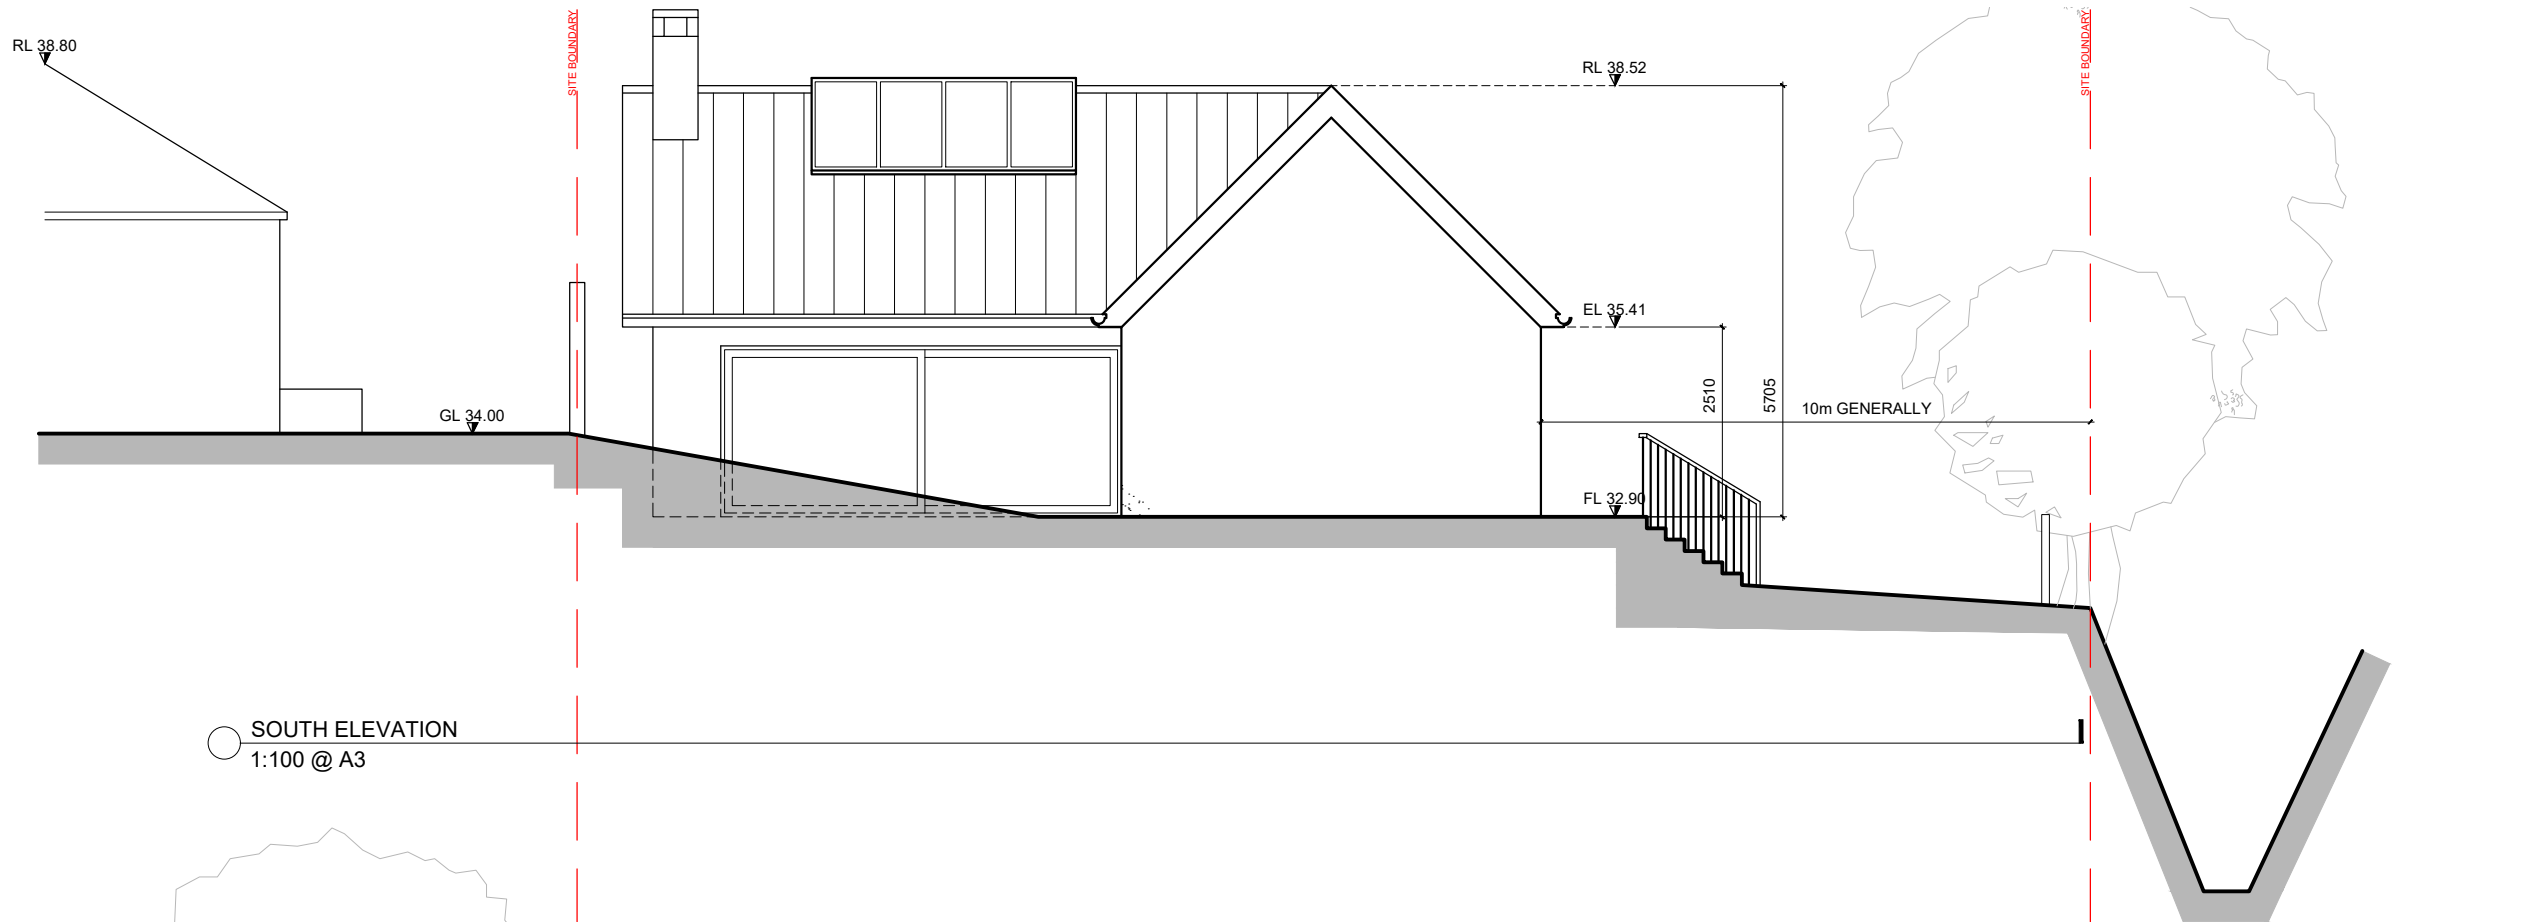 RL 38.80
SITE BOUNDARY
RL 38.52
SITE BOUNDARY
EL 35.41
2510
5705
10m GENERALLY
GL 34.00
FL 32.90
SOUTH ELEVATION
1:100 @ A3